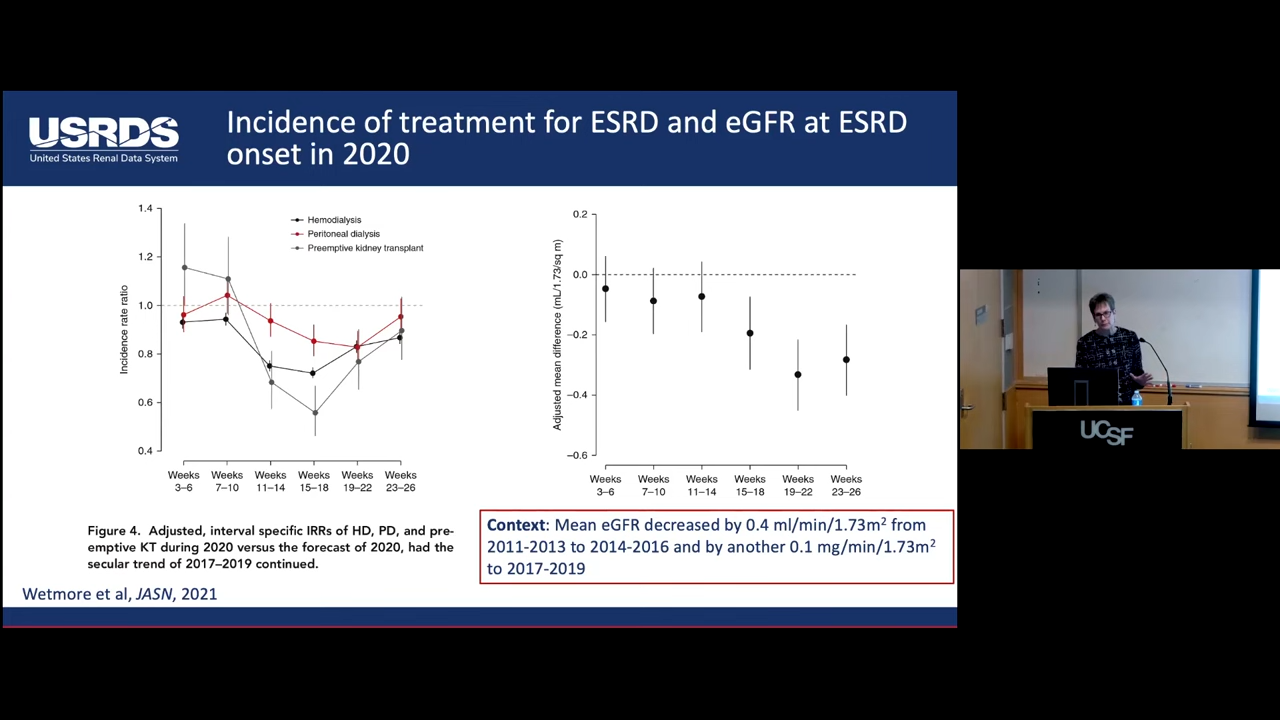 USRDS
United States Renal Data System
Incidence of treatment for ESRD and eGFR at ESRD
onset in 2020
1.4
1.2
1.0
0.8
0.6
0.4
Incidence rate ratio
Hemodialysis
Peritoneal dialysis
Preemptive kidney transplant
Weeks Weeks Weeks Weeks Weeks Weeks
3–6 7–10 11–14 15–18 19–22 23–26
0.2
0.0
−0.2
−0.4
−0.6
Adjusted mean difference (mL/1.73/sq m)
Weeks Weeks Weeks Weeks Weeks Weeks
3–6 7–10 11–14 15–18 19–22 23–26
Figure 4. Adjusted, interval specific IRRs of HD, PD, and pre-
emptive KT during 2020 versus the forecast of 2020, had the
secular trend of 2017–2019 continued.
Context: Mean eGFR decreased by 0.4 ml/min/1.73m² from
2011-2013 to 2014-2016 and by another 0.1 mg/min/1.73m²
to 2017-2019
Wetmore et al, JASN, 2021
UCSF